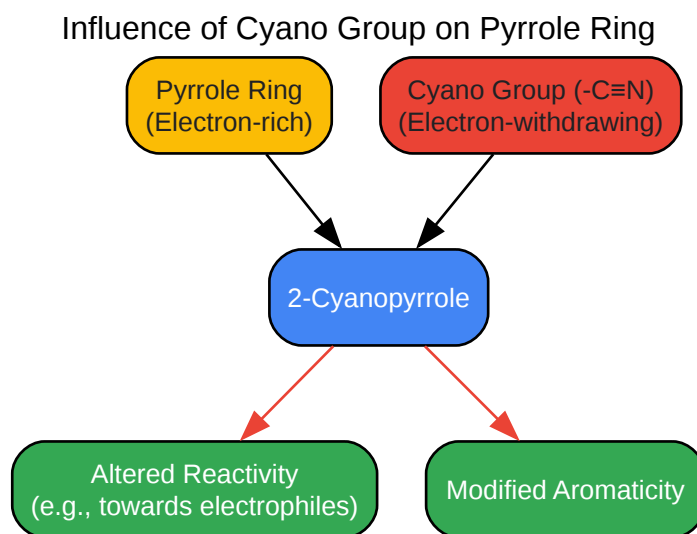 Influence of Cyano Group on Pyrrole Ring
Pyrrole Ring
(Electron-rich)
Cyano Group (-C≡N)
(Electron-withdrawing)
2-Cyanopyrrole
Altered Reactivity
(e.g., towards electrophiles)
Modified Aromaticity